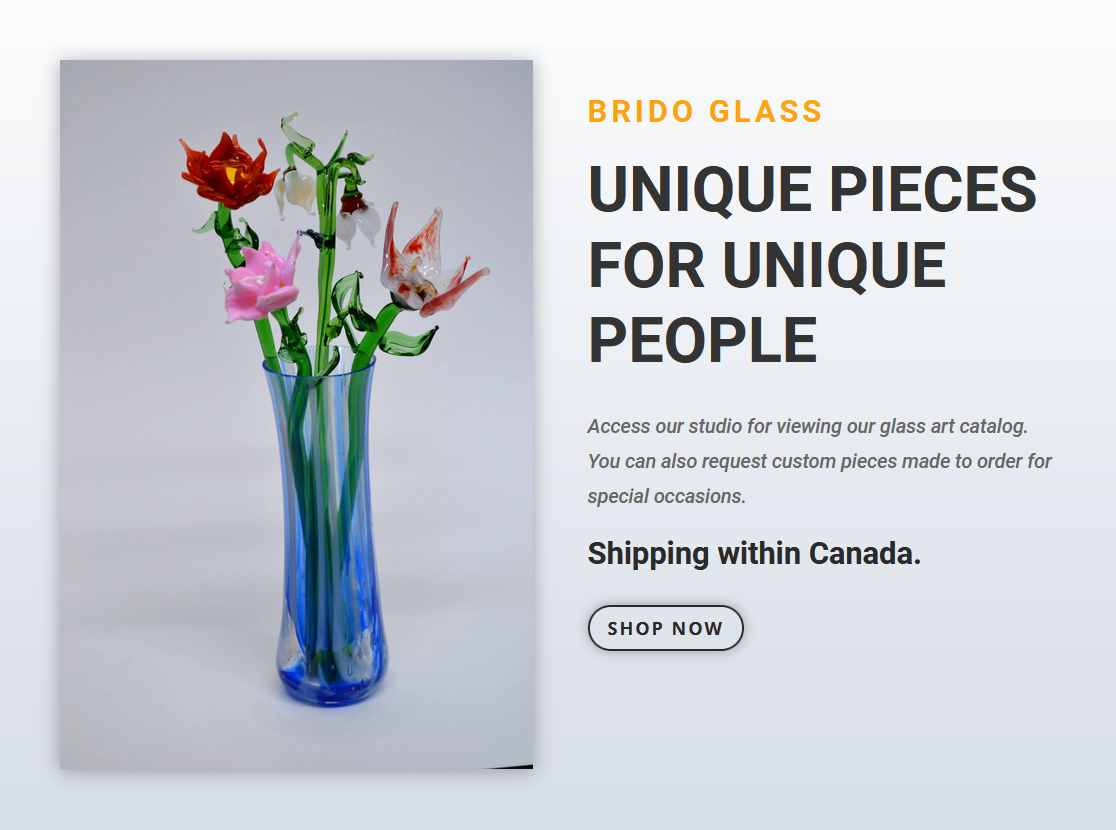 BRIDO GLASS
UNIQUE PIECES
FOR UNIQUE
PEOPLE
Access our studio for viewing our glass art catalog.
You can also request custom pieces made to order for
special occasions.
Shipping within Canada.
SHOP NOW